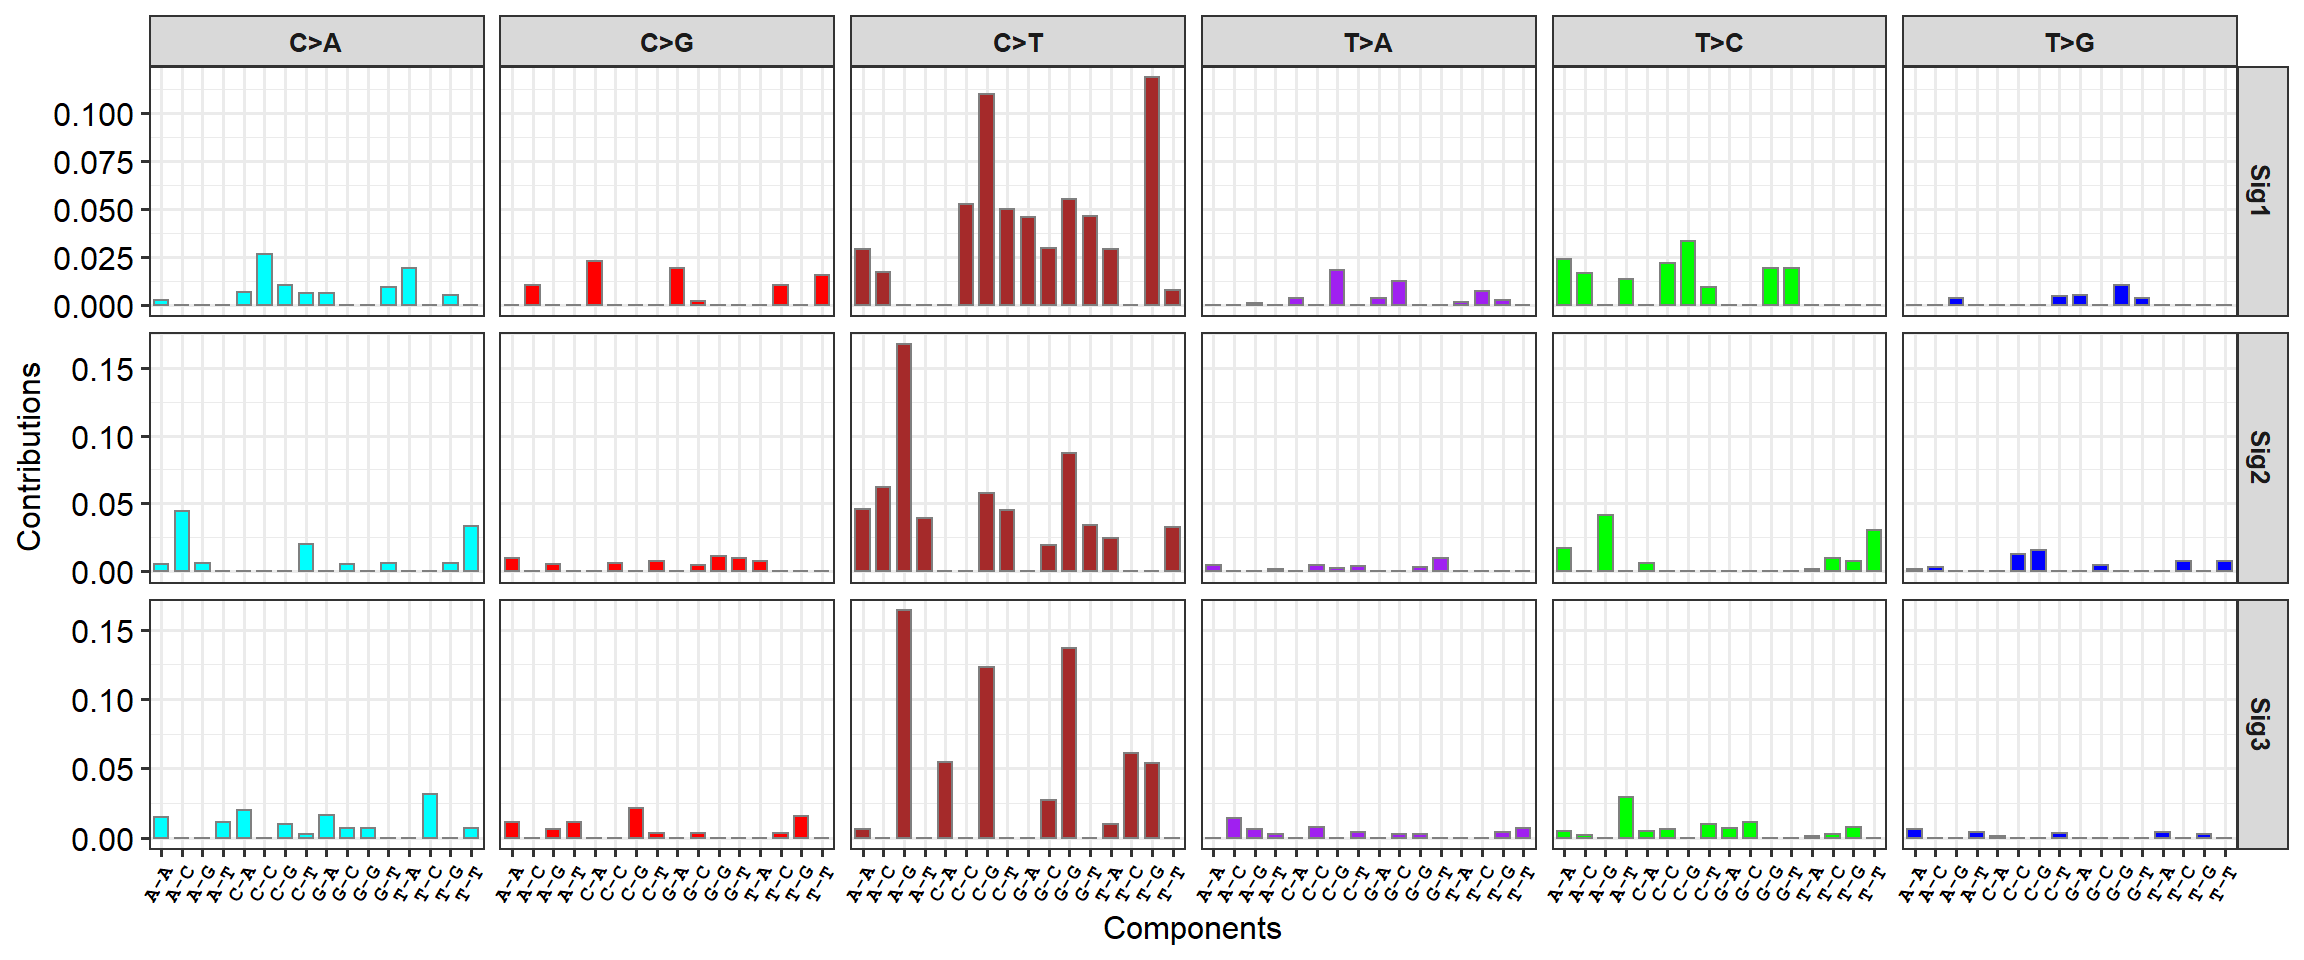 C>A C>G C>T T>A T>C T>G
0.100
0.075
0.050
0.025
0.000
Sig1
0.15
0.10
0.05
0.00
Sig2
0.15
0.10
0.05
0.00
Sig3
Contributions
A-A A-C A-G A-T C-A C-C C-G C-T G-A G-C G-G G-T T-A T-C T-G T-T
A-A A-C A-G A-T C-A C-C C-G C-T G-A G-C G-G G-T T-A T-C T-G T-T
A-A A-C A-G A-T C-A C-C C-G C-T G-A G-C G-G G-T T-A T-C T-G T-T
A-A A-C A-G A-T C-A C-C C-G C-T G-A G-C G-G G-T T-A T-C T-G T-T
A-A A-C A-G A-T C-A C-C C-G C-T G-A G-C G-G G-T T-A T-C T-G T-T
A-A A-C A-G A-T C-A C-C C-G C-T G-A G-C G-G G-T T-A T-C T-G T-T
Components